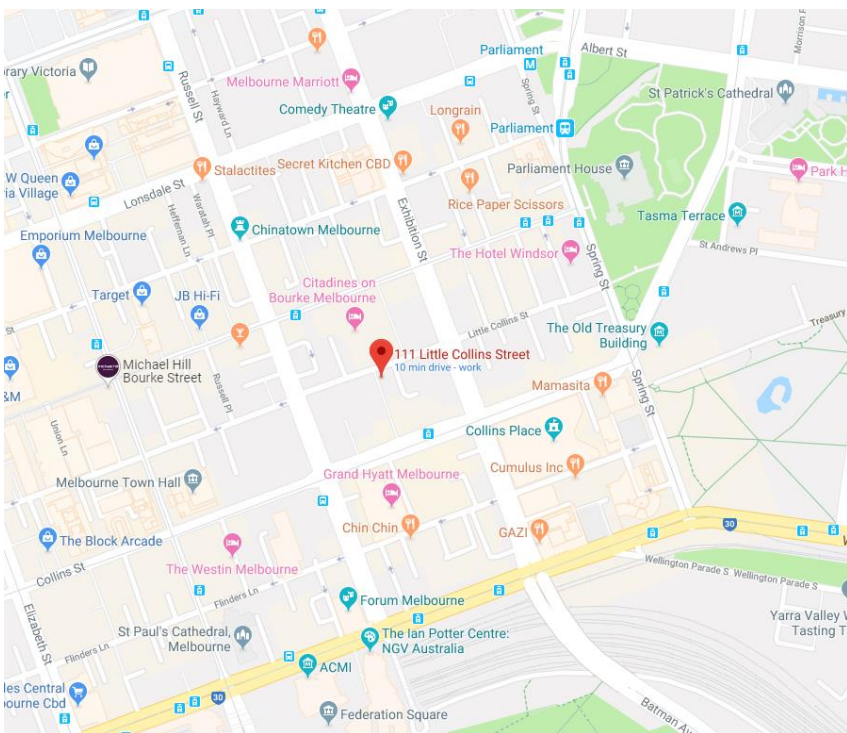 Albert St
Parliament
Morrison P
rary Victoria
Russell St
Hayward Ln
Melbourne Marriott
Spring St
St Patrick's Cathedral
Comedy Theatre
Longrain
Parliament
W Queen
ria Village
Stalactites
Secret Kitchen CBD
Parliament House
Park H
Lonsdale St
Waratah Pl
Heffernan Ln
Exhibition St
Rice Paper Scissors
Tasma Terrace
Emporium Melbourne
Chinatown Melbourne
The Hotel Windsor
Spring St
St Andrews Pl
Target
JB Hi-Fi
Citadines on
Bourke Melbourne
St
Little Collins St
The Old Treasury
Building
Treasury
111 Little Collins Street
10 min drive - work
Michael Hill
Bourke Street
&M
Russell Pl
Mamasita
Spring St
Union Ln
Collins Place
Melbourne Town Hall
Grand Hyatt Melbourne
Cumulus Inc
Chin Chin
GAZI
30
The Block Arcade
Collins St
The Westin Melbourne
Wellington Parade S
Wellington Parade S
Flinders Ln
Elizabeth St
Forum Melbourne
Yarra Valley W
Tasting T
St Paul's Cathedral,
Melbourne
The Ian Potter Centre:
NGV Australia
Flinders Ln
ACMI
les Central
bourne Cbd
30
Federation Square
Batman Av